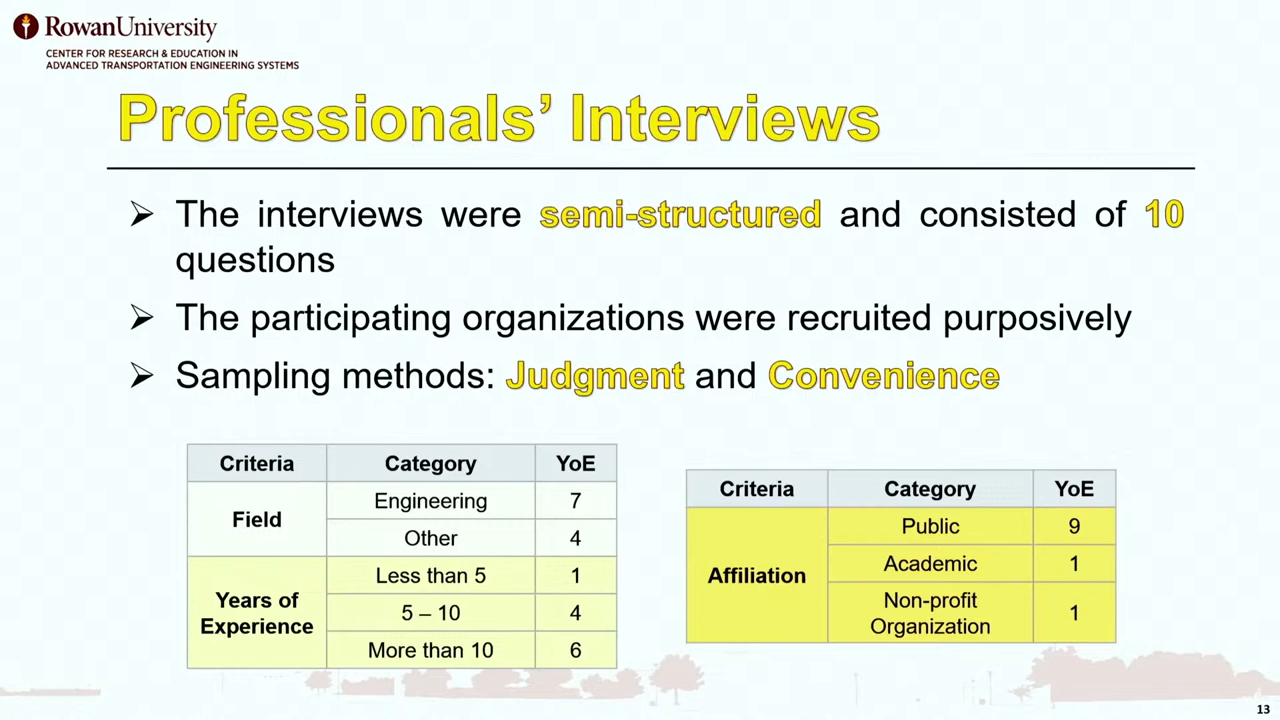 RowanUniversity
CENTER FOR RESEARCH & EDUCATION IN
ADVANCED TRANSPORTATION ENGINEERING SYSTEMS
Professionals’ Interviews
➢ The interviews were semi-structured and consisted of 10
questions
➢ The participating organizations were recruited purposively
➢ Sampling methods: Judgment and Convenience
Criteria Category YoE
Field Engineering 7
Other 4
Years of Experience Less than 5 1
5 – 10 4
More than 10 6
Criteria Category YoE
Affiliation Public 9
Academic 1
Non-profit
Organization 1
13